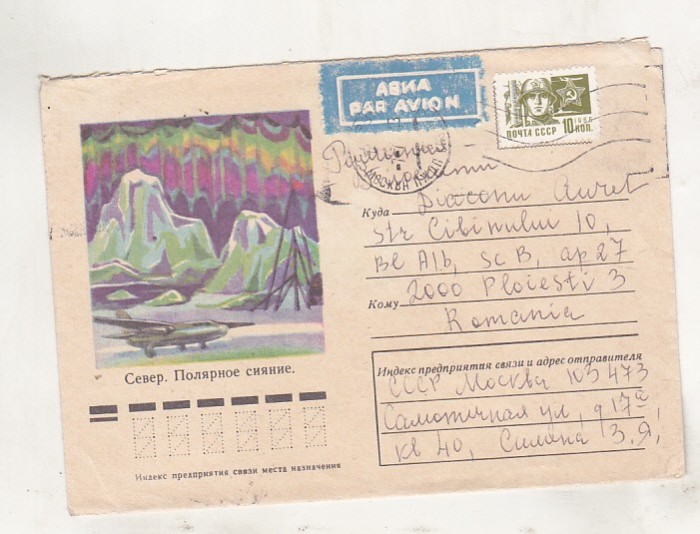 АВИА
PAR AVION
1966
ПОЧТА СССР 10 КОП.
МОСКВА
Куда Diaconu Aurel
str Cibinului 10,
Bl A1b, sc B, ap 27
Кому 2000 Ploiesti 3
Romania
Север. Полярное сияние.
Индекс предприятия связи и адрес отправителя
СССР Москва 103473
Самотечная ул, д 17а,
кв 40, З.Я,
Индекс предприятия связи места назначения